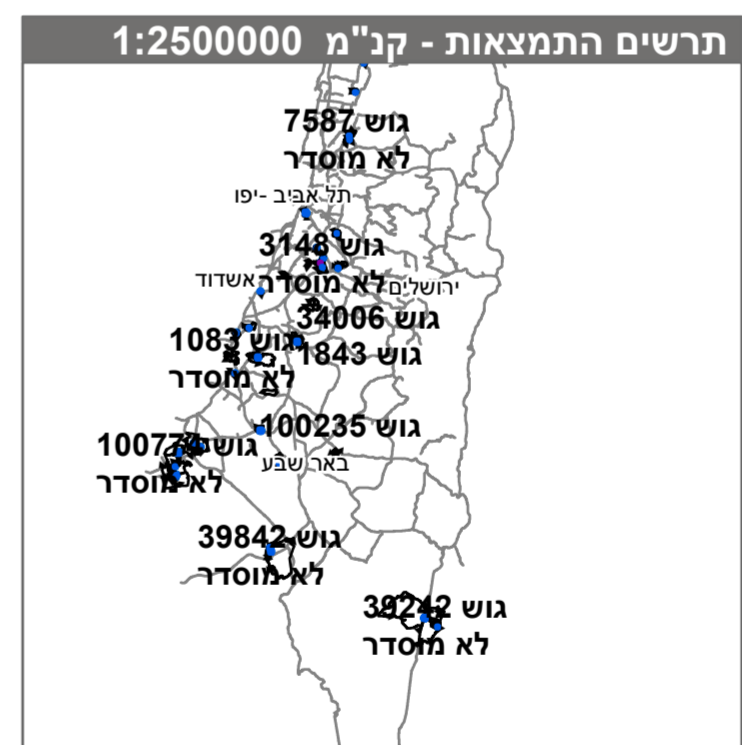 תרשים התמצאות - קנ"מ 1:2500000
גוש 7587
לא מוסדר
תל אביב -יפו
גוש 3148
לא מוסדר
ירושלים
אשדוד
גוש 34006
גוש 1083
גוש 1843
לא מוסדר
גוש 100235
גוש
באר שבע
לא מוסדר
גוש 39842
לא מוסדר
גוש 39242
לא מוסדר